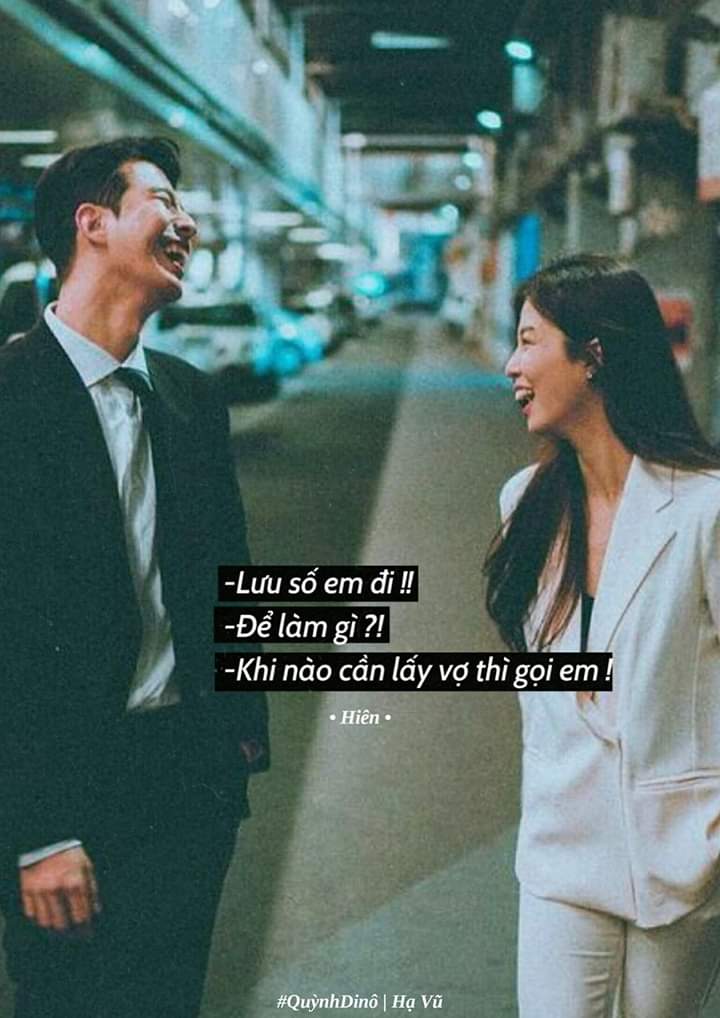 -Lưu số em đi !!
-Để làm gì ?!
-Khi nào cần lấy vợ thì gọi em !
• Hiên •
#QuỳnhDinô | Hạ Vũ